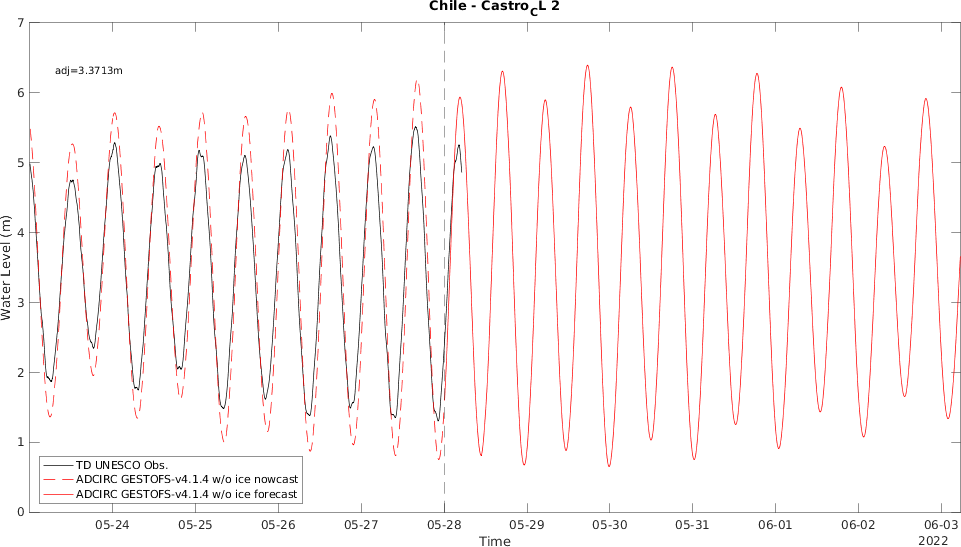 Chile - Castro_CL 2
7
adj=3.3713m
6
5
4
3
2
1
0
Water Level (m)
TD UNESCO Obs.
ADCIRC GESTOFS-v4.1.4 w/o ice nowcast
ADCIRC GESTOFS-v4.1.4 w/o ice forecast
05-24 05-25 05-26 05-27 05-28 05-29 05-30 05-31 06-01 06-02 06-03
Time
2022